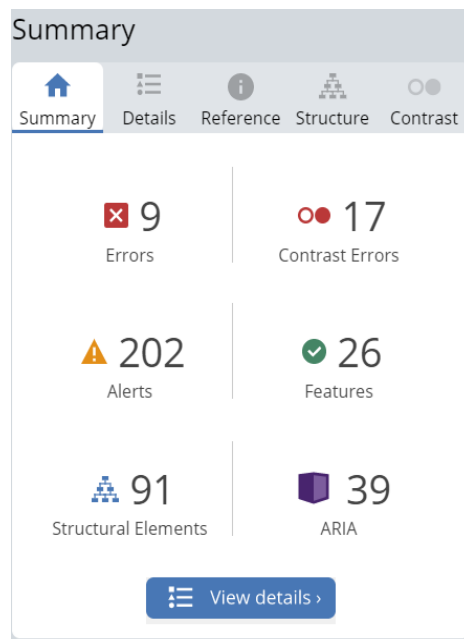 Summary
Summary Details Reference Structure Contrast
9 17
Errors Contrast Errors
202 26
Alerts Features
91 39
Structural Elements ARIA
View details ›